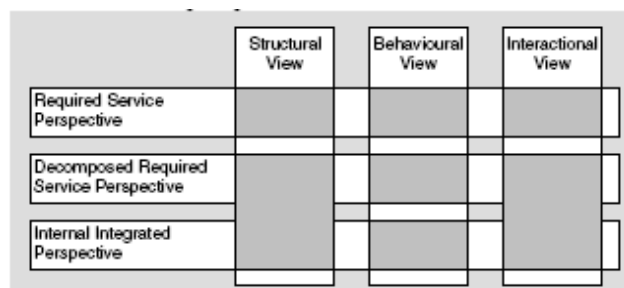 Structural
View
Behavioural
View
Interactional
View
Required Service
Perspective
Decomposed Required
Service Perspective
Internal Integrated
Perspective